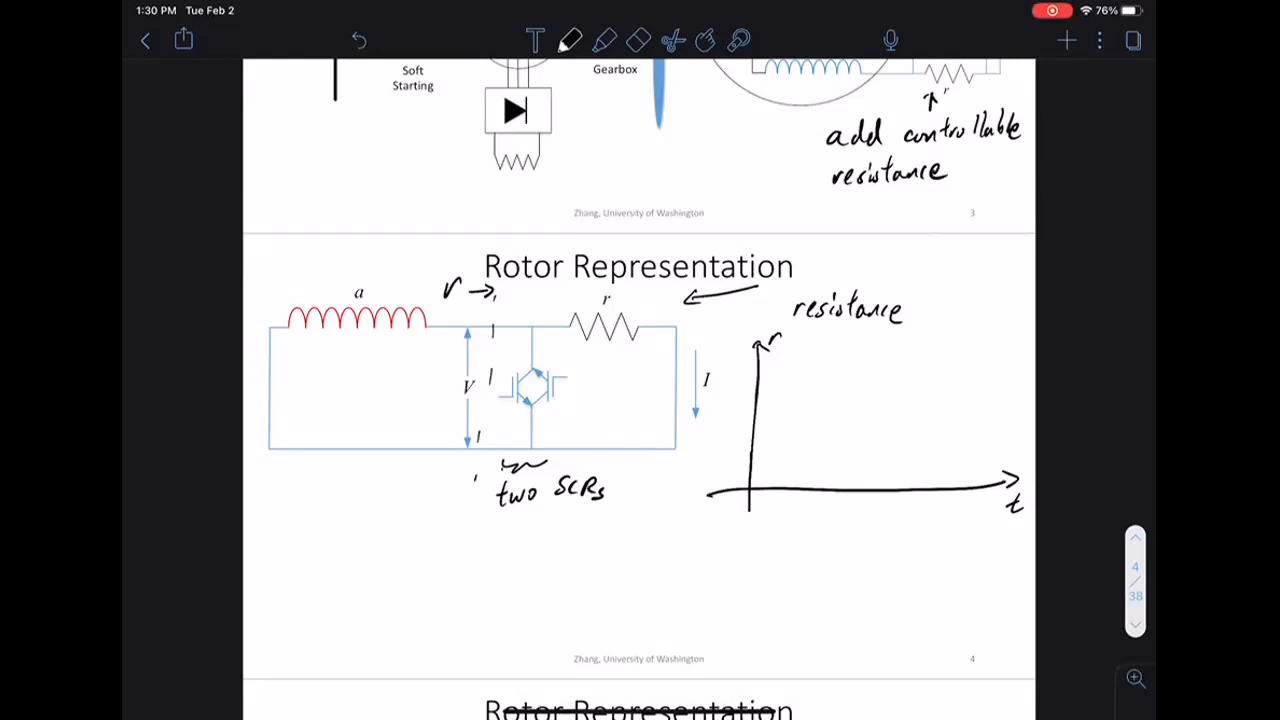 1:30 PM Tue Feb 2
76%
Soft
Starting
Gearbox
r
add controllable
resistance
Zhang, University of Washington
3
Rotor Representation
a
r
r
resistance
r
V
I
two SCRs
t
Zhang, University of Washington
4
4
38
Rotor Representation